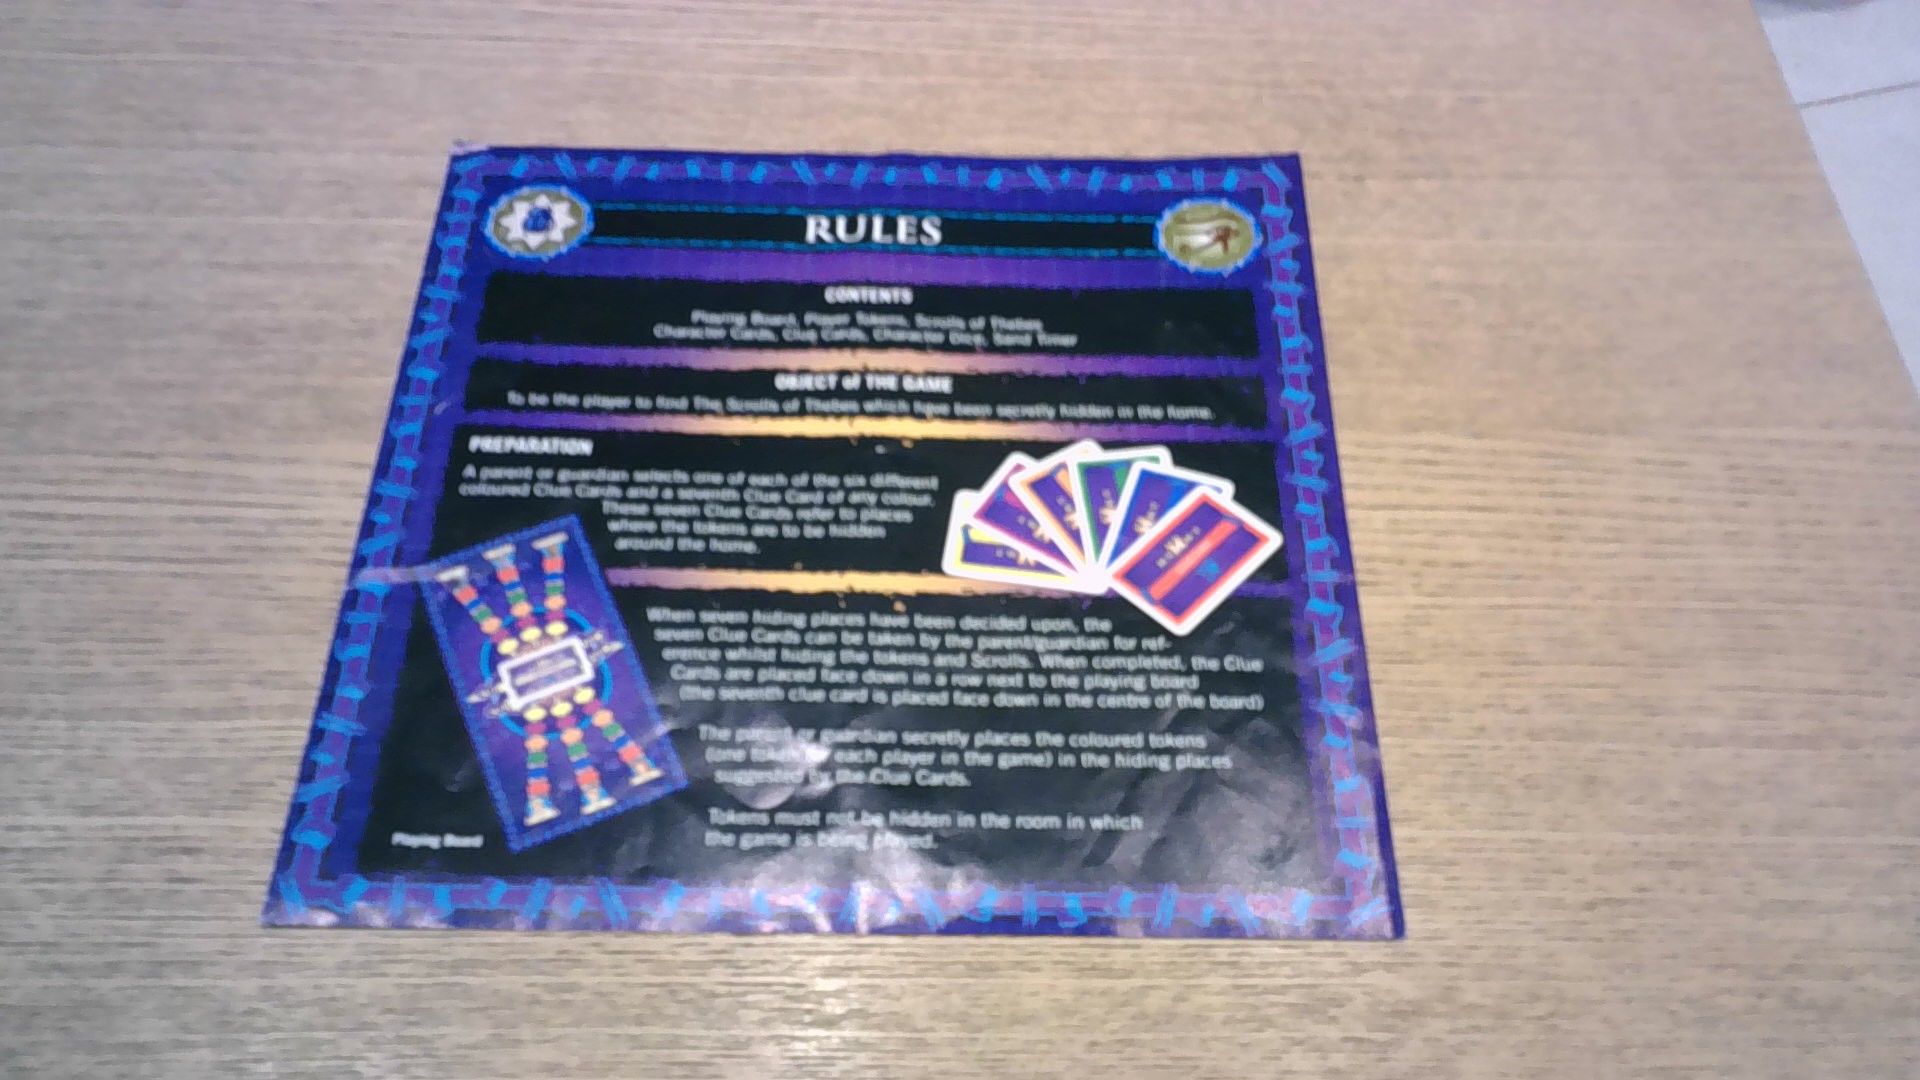 RULES
CONTENTS
Playing Board, Player Tokens, Scrolls of Thebes
Character Cards, Clue Cards, Character Dice, Sand Timer
OBJECT of THE GAME
To be the player to find The Scrolls of Thebes which have been secretly hidden in the home.
PREPARATION
A parent or guardian selects one of each of the six different
coloured Clue Cards and a seventh Clue Card of any colour.
These seven Clue Cards refer to places
where the tokens are to be hidden
around the home.
When seven hiding places have been decided upon, the
seven Clue Cards can be taken by the parent/guardian for ref-
erence whilst hiding the tokens and Scrolls. When completed, the Clue
Cards are placed face down in a row next to the playing board
(the seventh clue card is placed face down in the centre of the board)
The parent or guardian secretly places the coloured tokens
(one token for each player in the game) in the hiding places
suggested by the Clue Cards.
Tokens must not be hidden in the room in which
the game is being played.
Playing Board